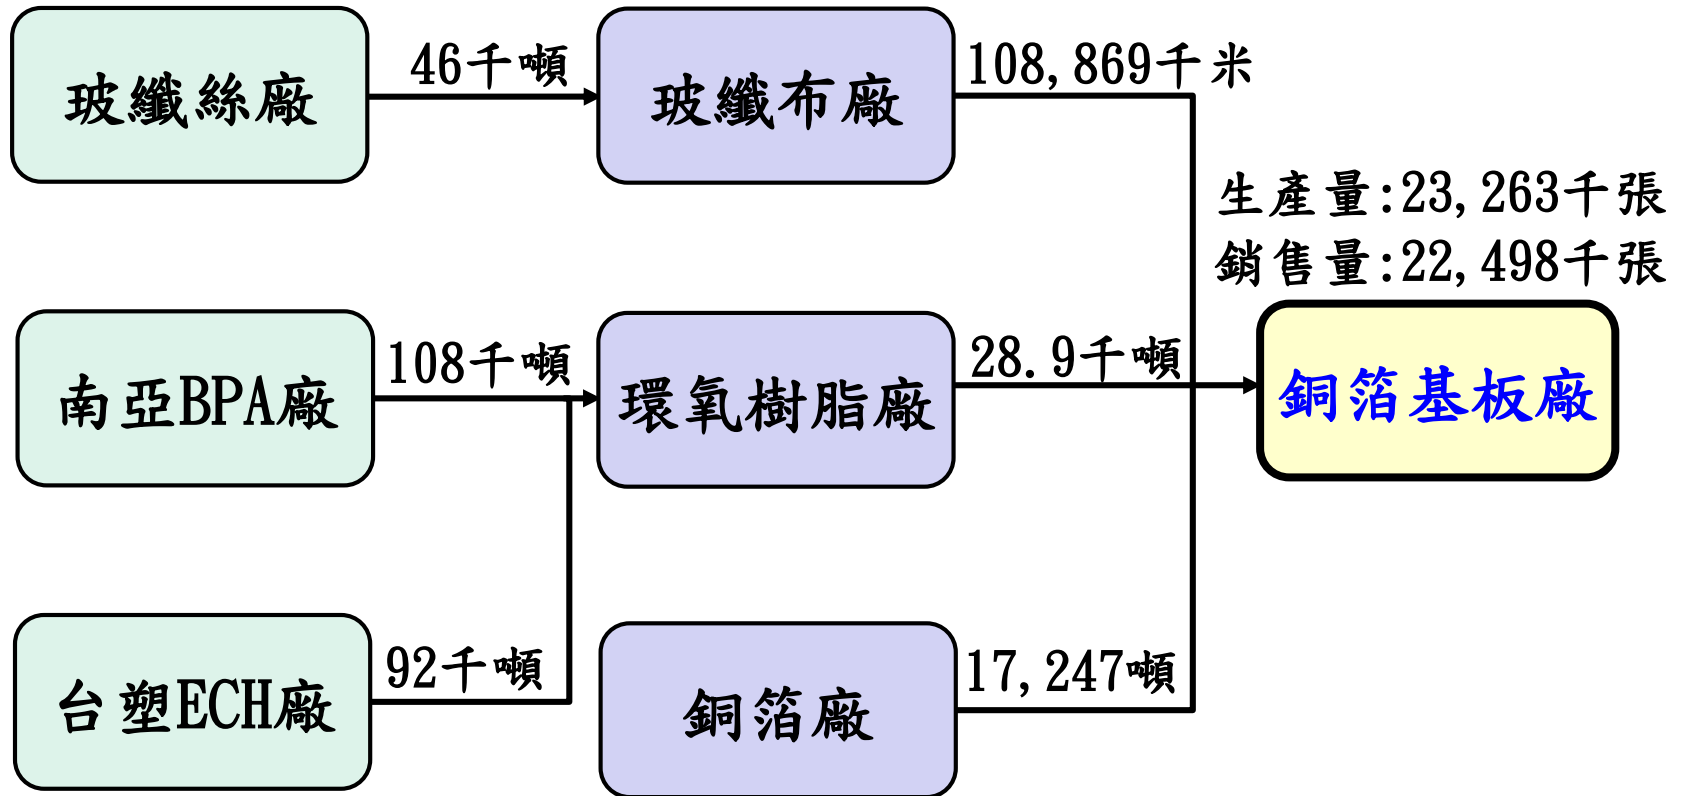 玻纖絲廠
46千噸
玻纖布廠
108,869千米
生產量:23,263千張
銷售量:22,498千張
南亞BPA廠
108千噸
環氧樹脂廠
28.9千噸
銅箔基板廠
台塑ECH廠
92千噸
銅箔廠
17,247噸